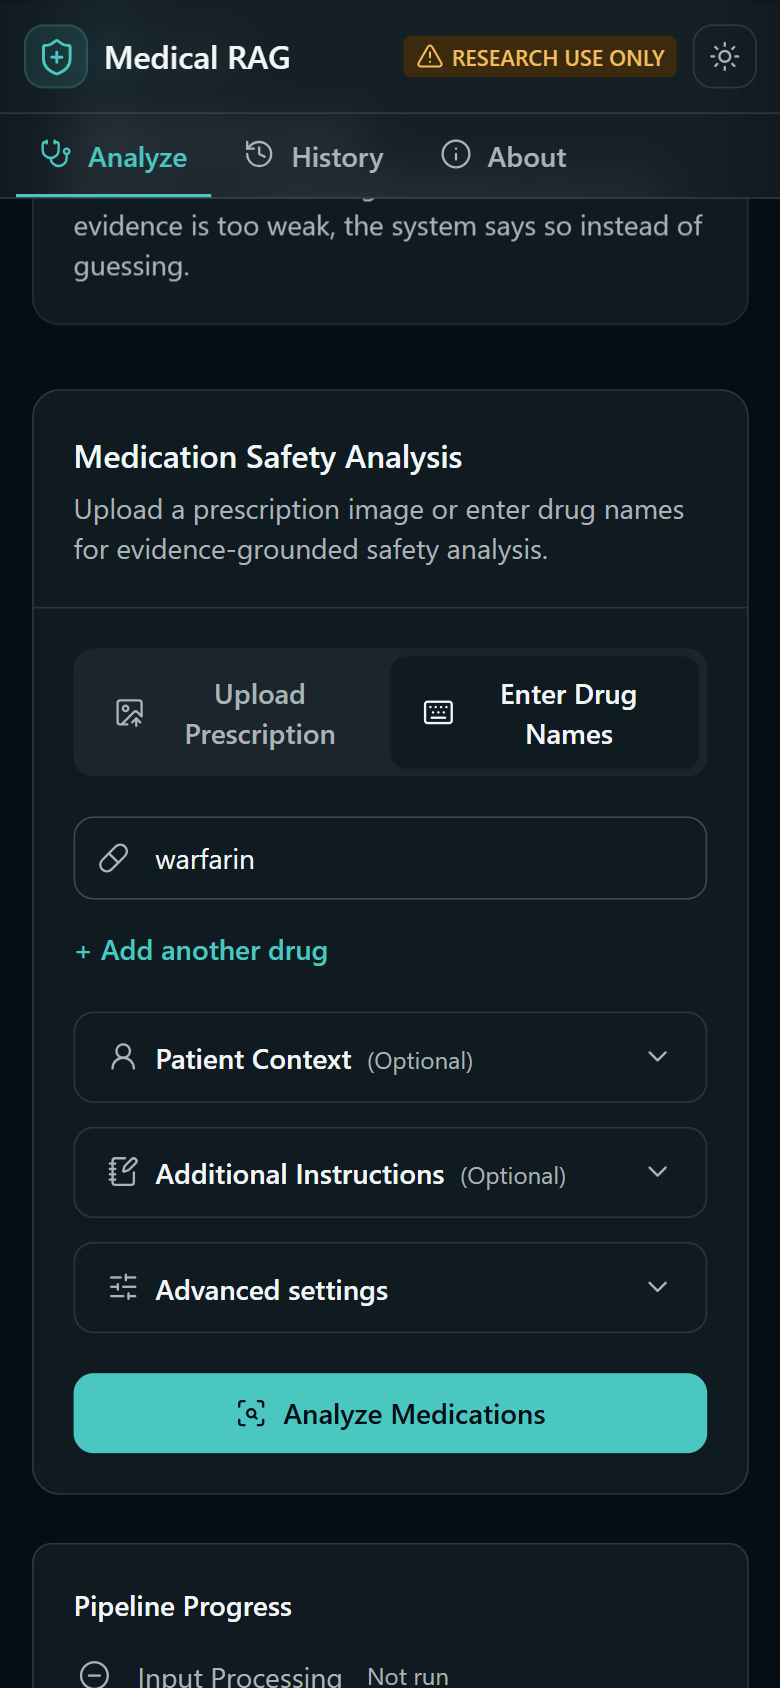 Medical RAG
RESEARCH USE ONLY
Analyze
History
About
evidence is too weak, the system says so instead of
guessing.
Medication Safety Analysis
Upload a prescription image or enter drug names
for evidence-grounded safety analysis.
Upload
Prescription
Enter Drug
Names
warfarin
+ Add another drug
Patient Context (Optional)
Additional Instructions (Optional)
Advanced settings
Analyze Medications
Pipeline Progress
Input Processing Not run